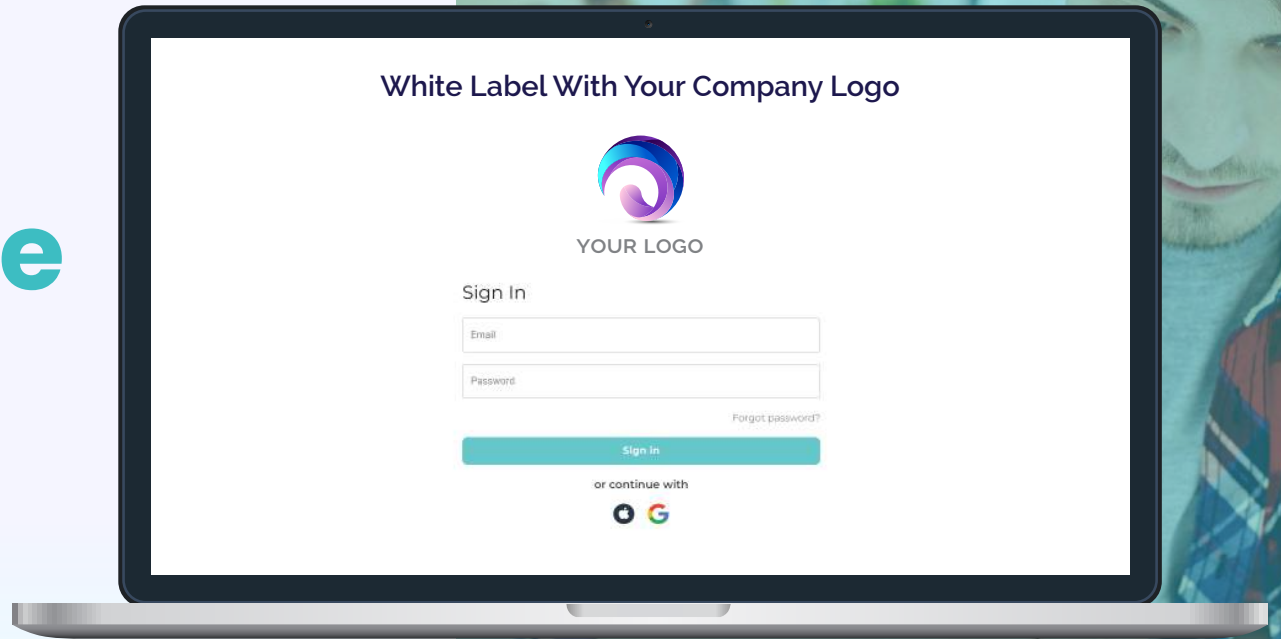 White Label With Your Company Logo
YOUR LOGO
e
Sign In
Email
Password
Forgot password?
Sign in
or continue with